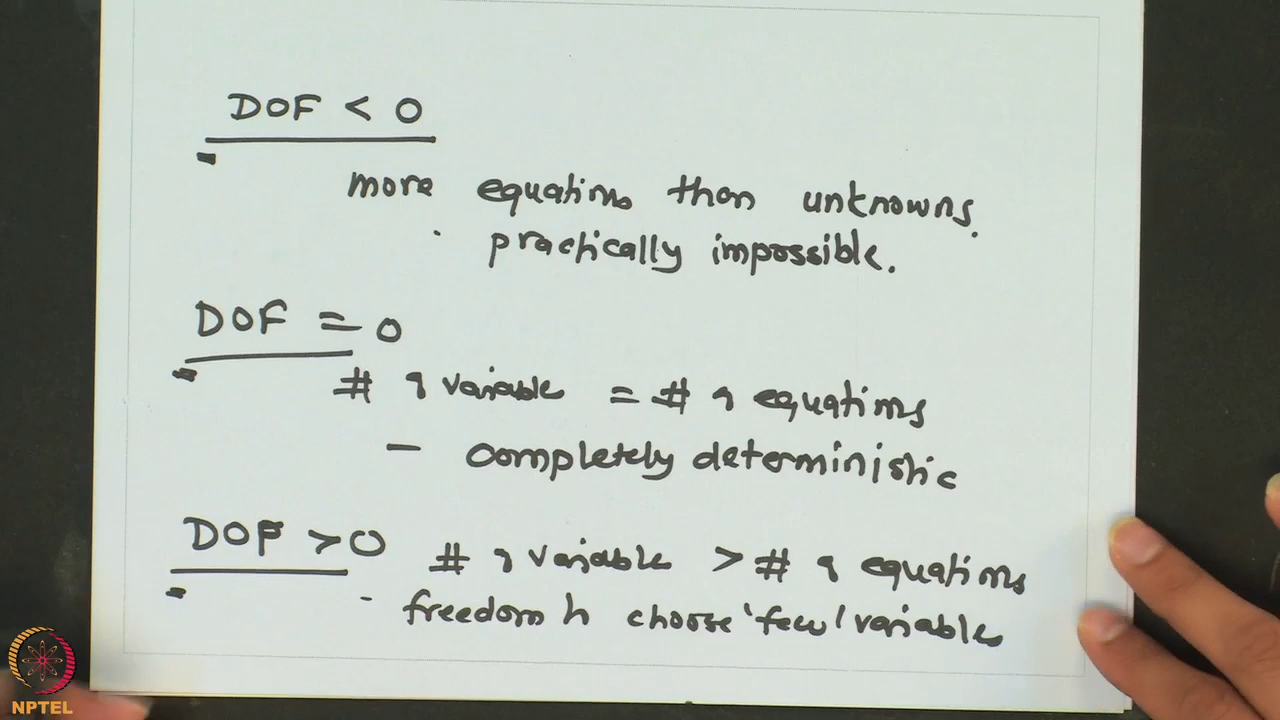 DOF < 0
more equations than unknowns.
practically impossible.
DOF = 0
# of variable = # of equations
- completely deterministic
DOF > 0 # of variable > # of equations
- freedom to choose 'few' variable
NPTEL